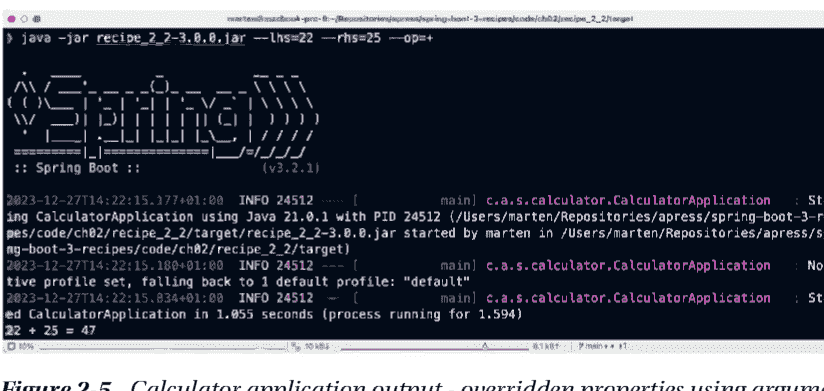 marten@macbook-pro-8:~/Repositories/apress/spring-boot-3-recipes/code/ch02/recipe_2_2/target
❯ java -jar recipe_2_2-3.0.0.jar --lhs=22 --rhs=25 --op=+
:: Spring Boot :: (v3.2.1)
2023-12-27T14:22:15.177+01:00 INFO 24512 --- [ main] c.a.s.calculator.CalculatorApplication : St
ing CalculatorApplication using Java 21.0.1 with PID 24512 (/Users/marten/Repositories/apress/spring-boot-3-r
pes/code/ch02/recipe_2_2/target/recipe_2_2-3.0.0.jar started by marten in /Users/marten/Repositories/apress/s
ng-boot-3-recipes/code/ch02/recipe_2_2/target)
2023-12-27T14:22:15.180+01:00 INFO 24512 --- [ main] c.a.s.calculator.CalculatorApplication : No
tive profile set, falling back to 1 default profile: "default"
2023-12-27T14:22:15.834+01:00 INFO 24512 --- [ main] c.a.s.calculator.CalculatorApplication : St
ed CalculatorApplication in 1.055 seconds (process running for 1.594)
22 + 25 = 47
Figure 2-5. Calculator application output - overridden properties using argume